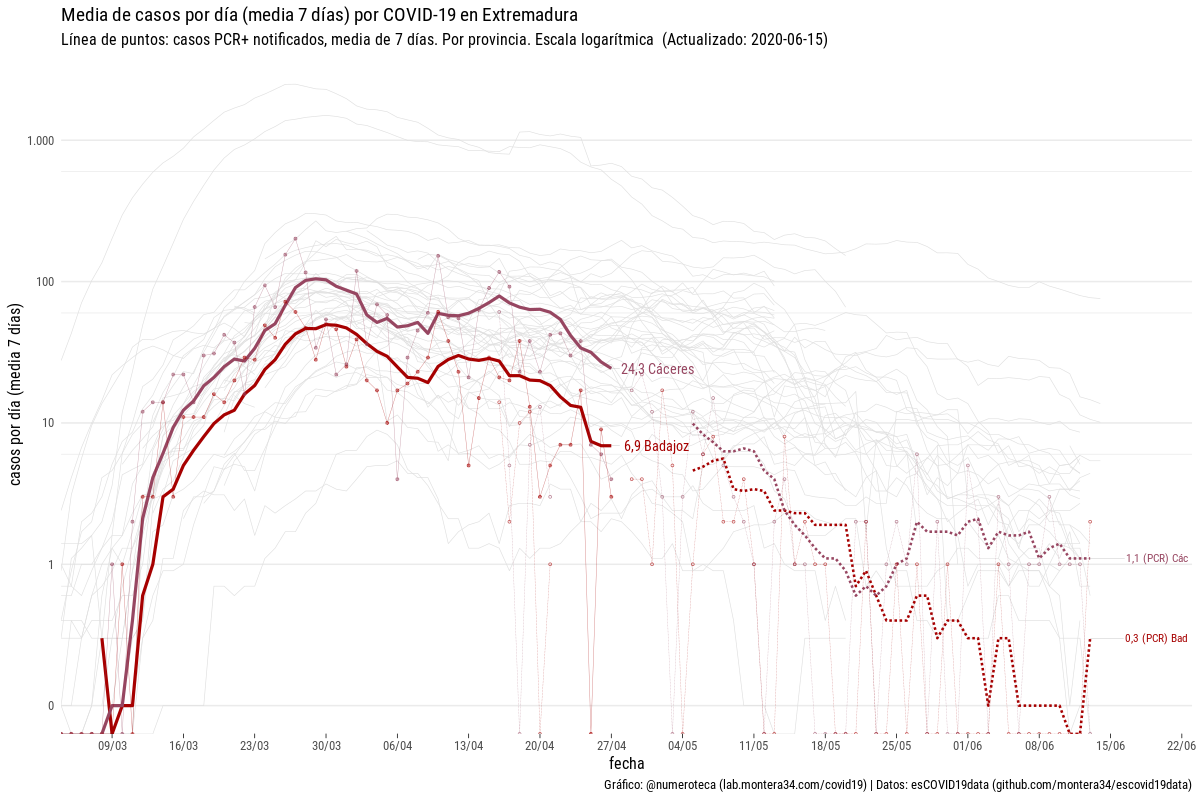 Media de casos por día (media 7 días) por COVID-19 en Extremadura
Línea de puntos: casos PCR+ notificados, media de 7 días. Por provincia. Escala logarítmica  (Actualizado: 2020-06-15)
casos por día (media 7 días)
1.000
100
10
1
0
24,3 Cáceres
6,9 Badajoz
1,1 (PCR) Các
0,3 (PCR) Bad
09/03 16/03 23/03 30/03 06/04 13/04 20/04 27/04 04/05 11/05 18/05 25/05 01/06 08/06 15/06 22/06
fecha
Gráfico: @numeroteca (lab.montera34.com/covid19) | Datos: esCOVID19data (github.com/montera34/escovid19data)